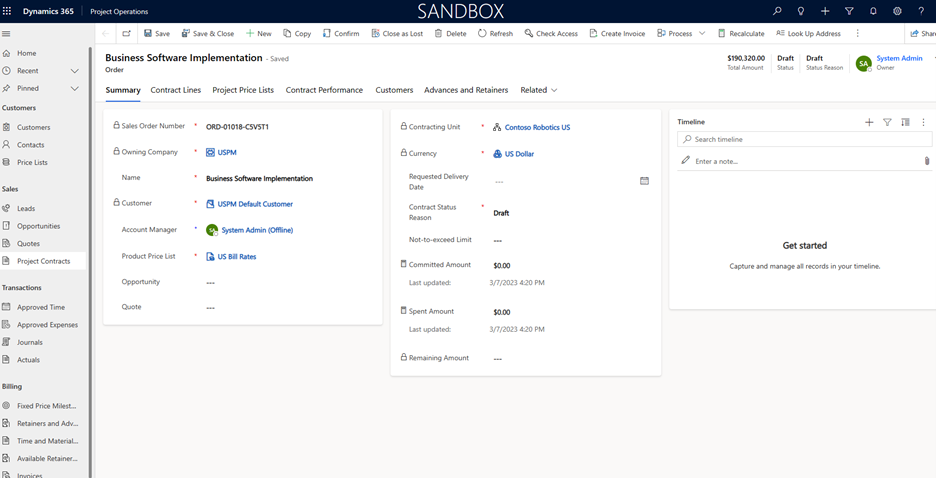 Dynamics 365
Project Operations
SANDBOX
Save
Save & Close
New
Copy
Confirm
Close as Lost
Delete
Refresh
Check Access
Create Invoice
Process
Recalculate
Look Up Address
Share
Home
Recent
Pinned
Customers
Customers
Contacts
Price Lists
Sales
Leads
Opportunities
Quotes
Project Contracts
Transactions
Approved Time
Approved Expenses
Journals
Actuals
Billing
Fixed Price Milest...
Retainers and Adv...
Time and Material...
Available Retainer...
Invoices
Business Software Implementation - Saved
Order
$190,320.00
Total Amount
Draft
Status
Draft
Status Reason
SA
System Admin
Owner
Summary
Contract Lines
Project Price Lists
Contract Performance
Customers
Advances and Retainers
Related
Sales Order Number * ORD-01018-C5V5T1
Owning Company * USPM
Name * Business Software Implementation
Customer * USPM Default Customer
Account Manager * SA System Admin (Offline)
Product Price List * US Bill Rates
Opportunity ---
Quote ---
Contracting Unit * Contoso Robotics US
Currency * US Dollar
Requested Delivery
Date ---
Contract Status
Reason * Draft
Not-to-exceed Limit ---
Committed Amount $0.00
Last updated: 3/7/2023 4:20 PM
Spent Amount $0.00
Last updated: 3/7/2023 4:20 PM
Remaining Amount ---
Timeline
Search timeline
Enter a note...
Get started
Capture and manage all records in your timeline.